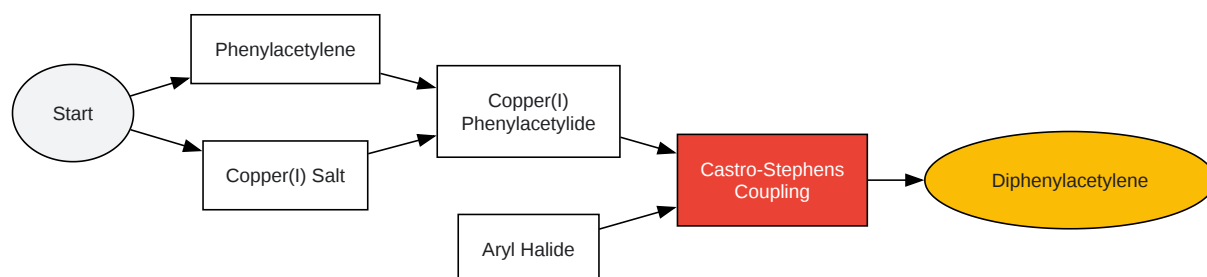 Start
Phenylacetylene
Copper(I) Salt
Copper(I)
Phenylacetylide
Aryl Halide
Castro-Stephens
Coupling
Diphenylacetylene